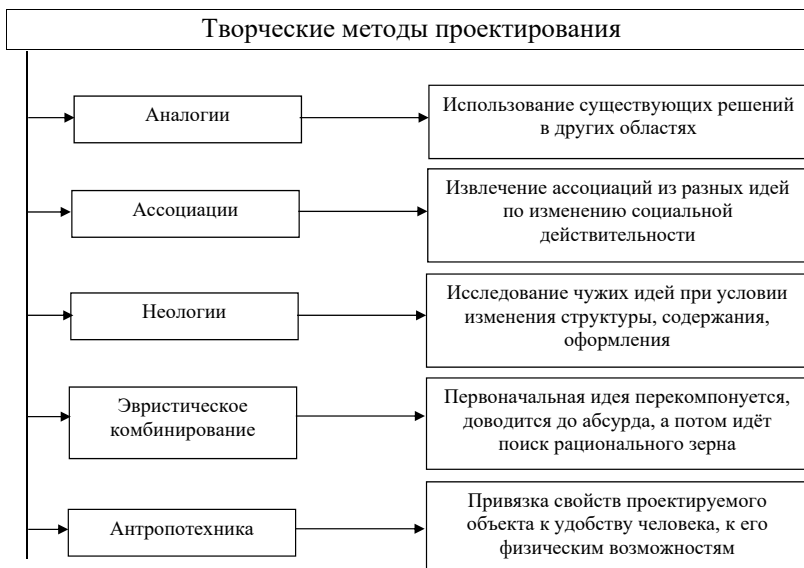 Творческие методы проектирования
Аналогии
Использование существующих решений
в других областях
Ассоциации
Извлечение ассоциаций из разных идей
по изменению социальной
действительности
Неологии
Исследование чужих идей при условии
изменения структуры, содержания,
оформления
Эвристическое
комбинирование
Первоначальная идея перекомпонуется,
доводится до абсурда, а потом идёт
поиск рационального зерна
Антропотехника
Привязка свойств проектируемого
объекта к удобству человека, к его
физическим возможностям